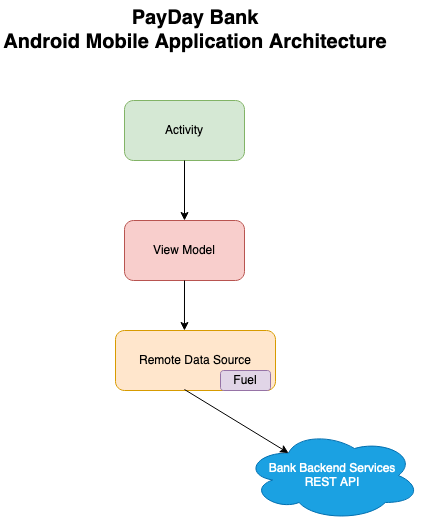 PayDay Bank
Android Mobile Application Architecture
Activity
View Model
Remote Data Source
Fuel
Bank Backend Services
REST API